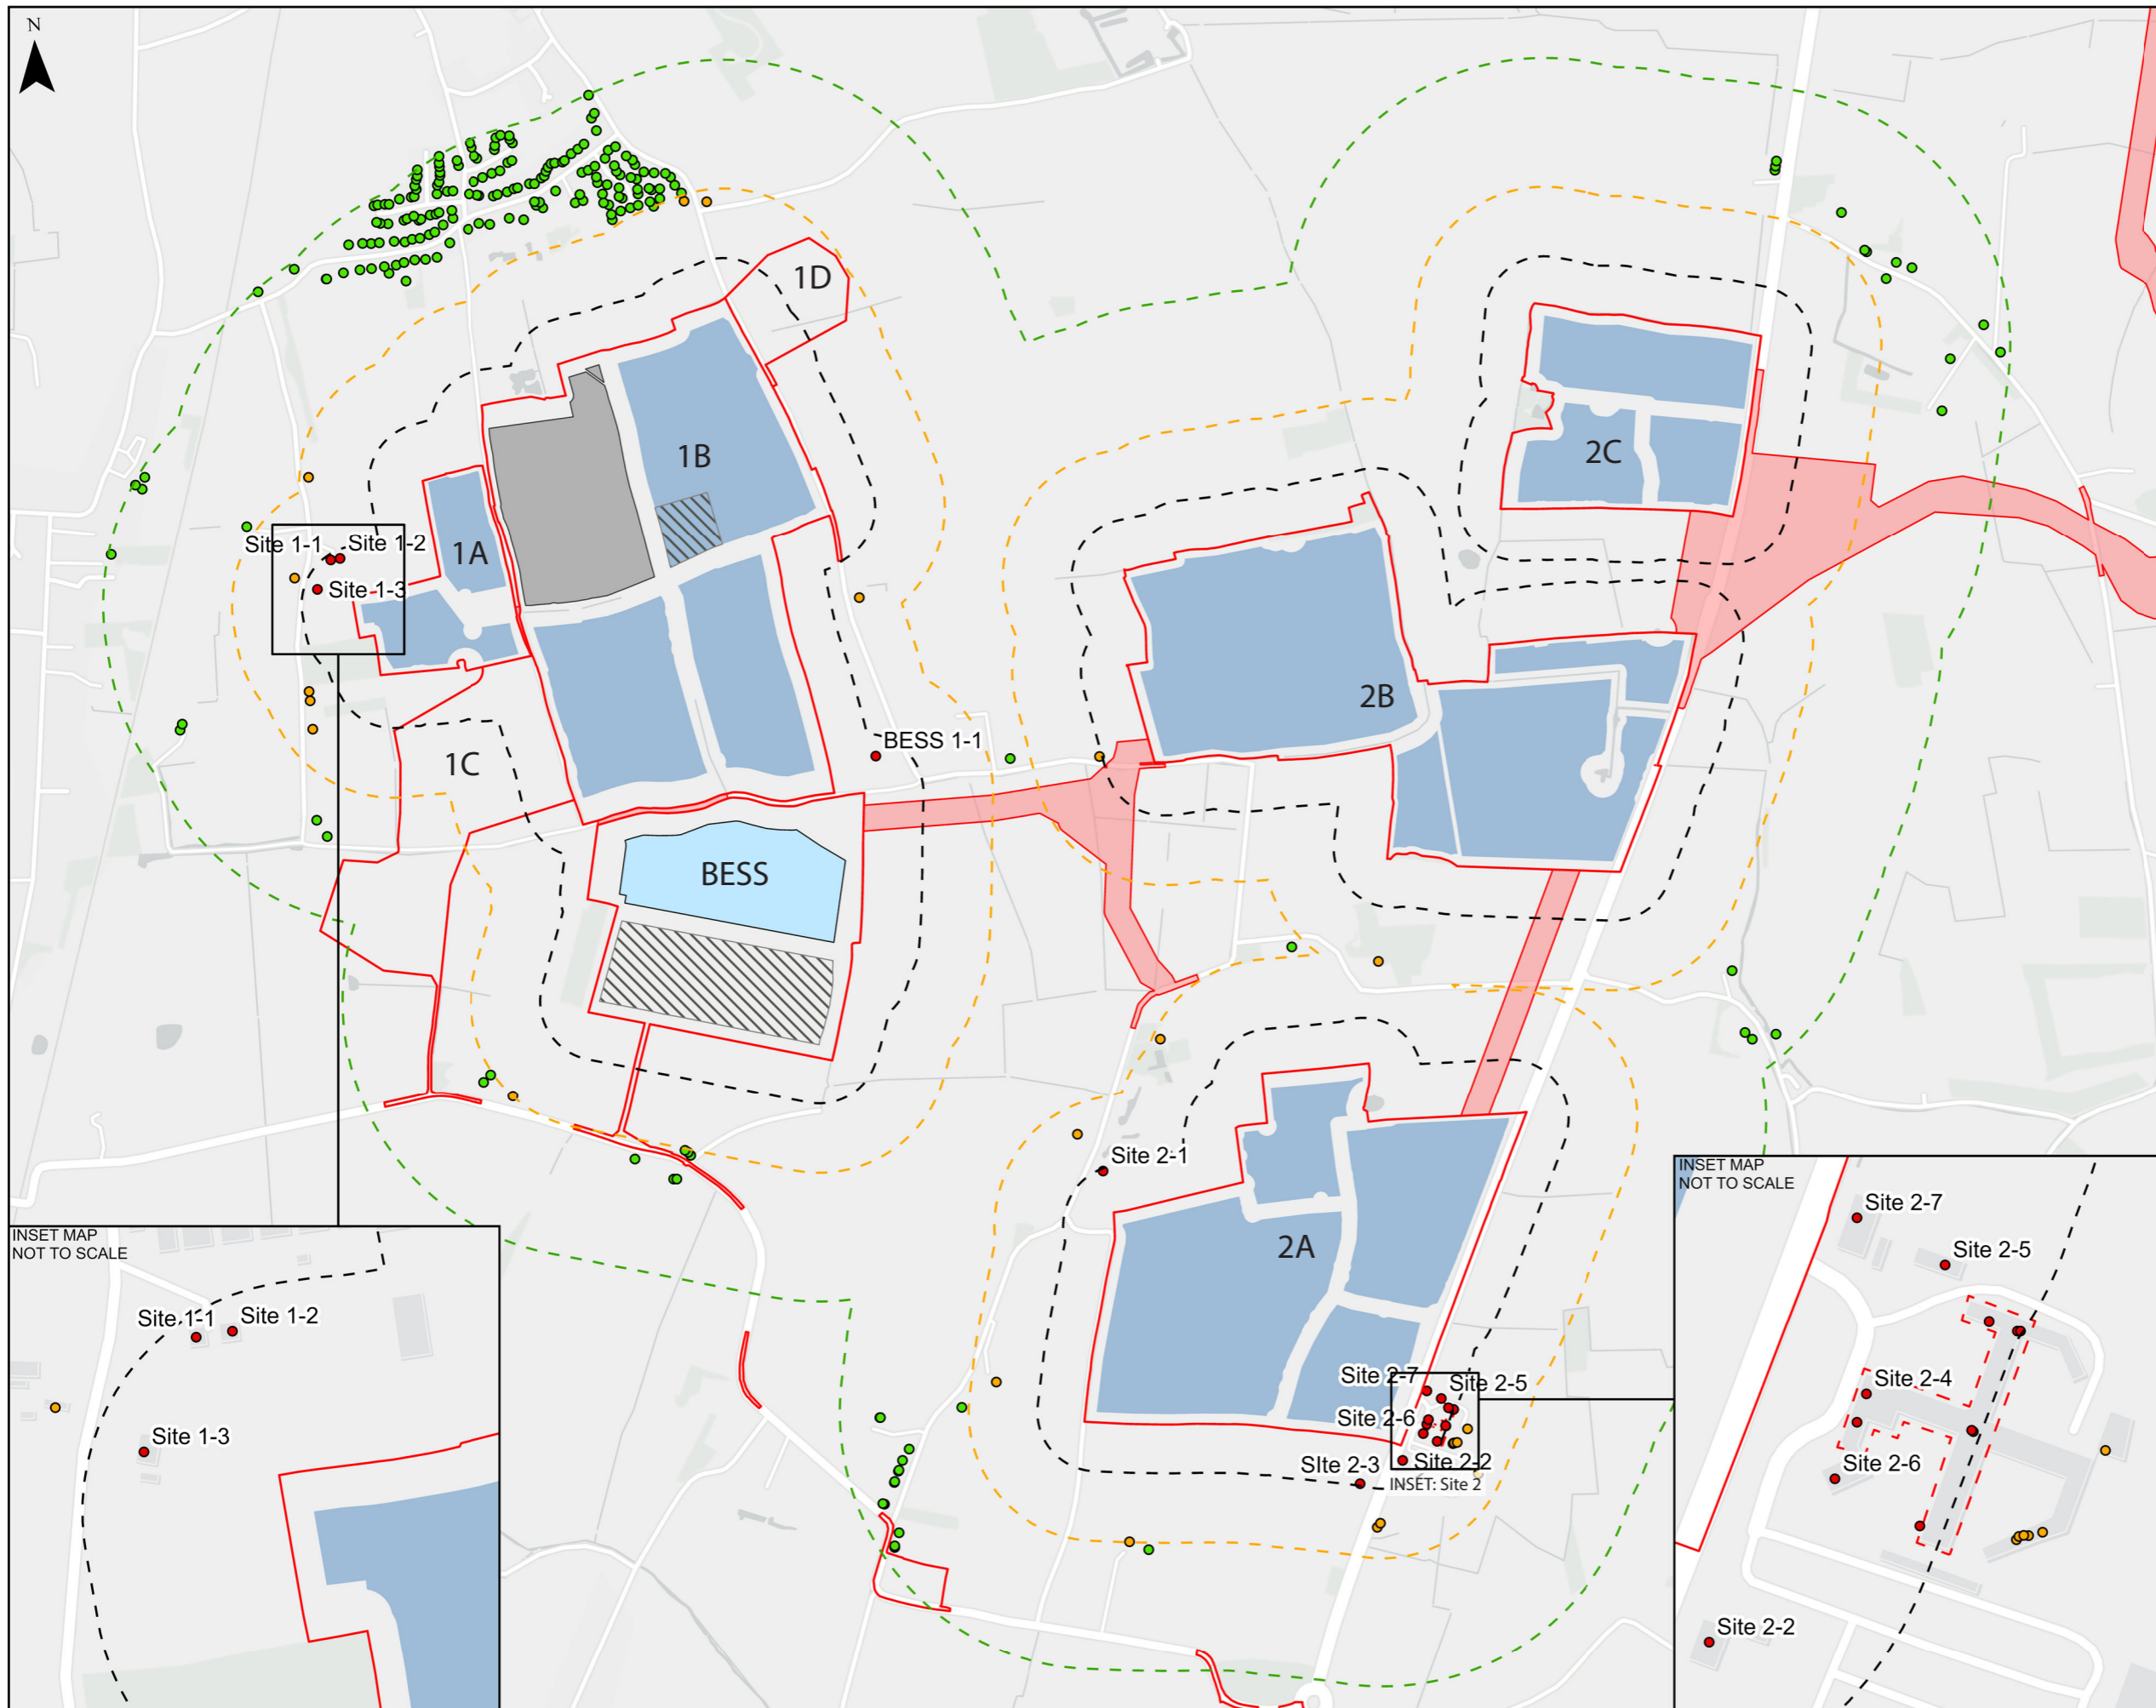 N
1D
1B
2C
Site 1-1
Site 1-2
1A
Site 1-3
2B
BESS 1-1
1C
BESS
Site 2-1
INSET MAP
NOT TO SCALE
Site 2-7
Site 2-5
Site 2-4
Site 2-6
Site 2-2
INSET MAP
NOT TO SCALE
Site 1-1
Site 1-2
Site 1-3
2A
Site 2-7
Site 2-5
Site 2-6
SIte 2-3
Site 2-2
INSET: Site 2